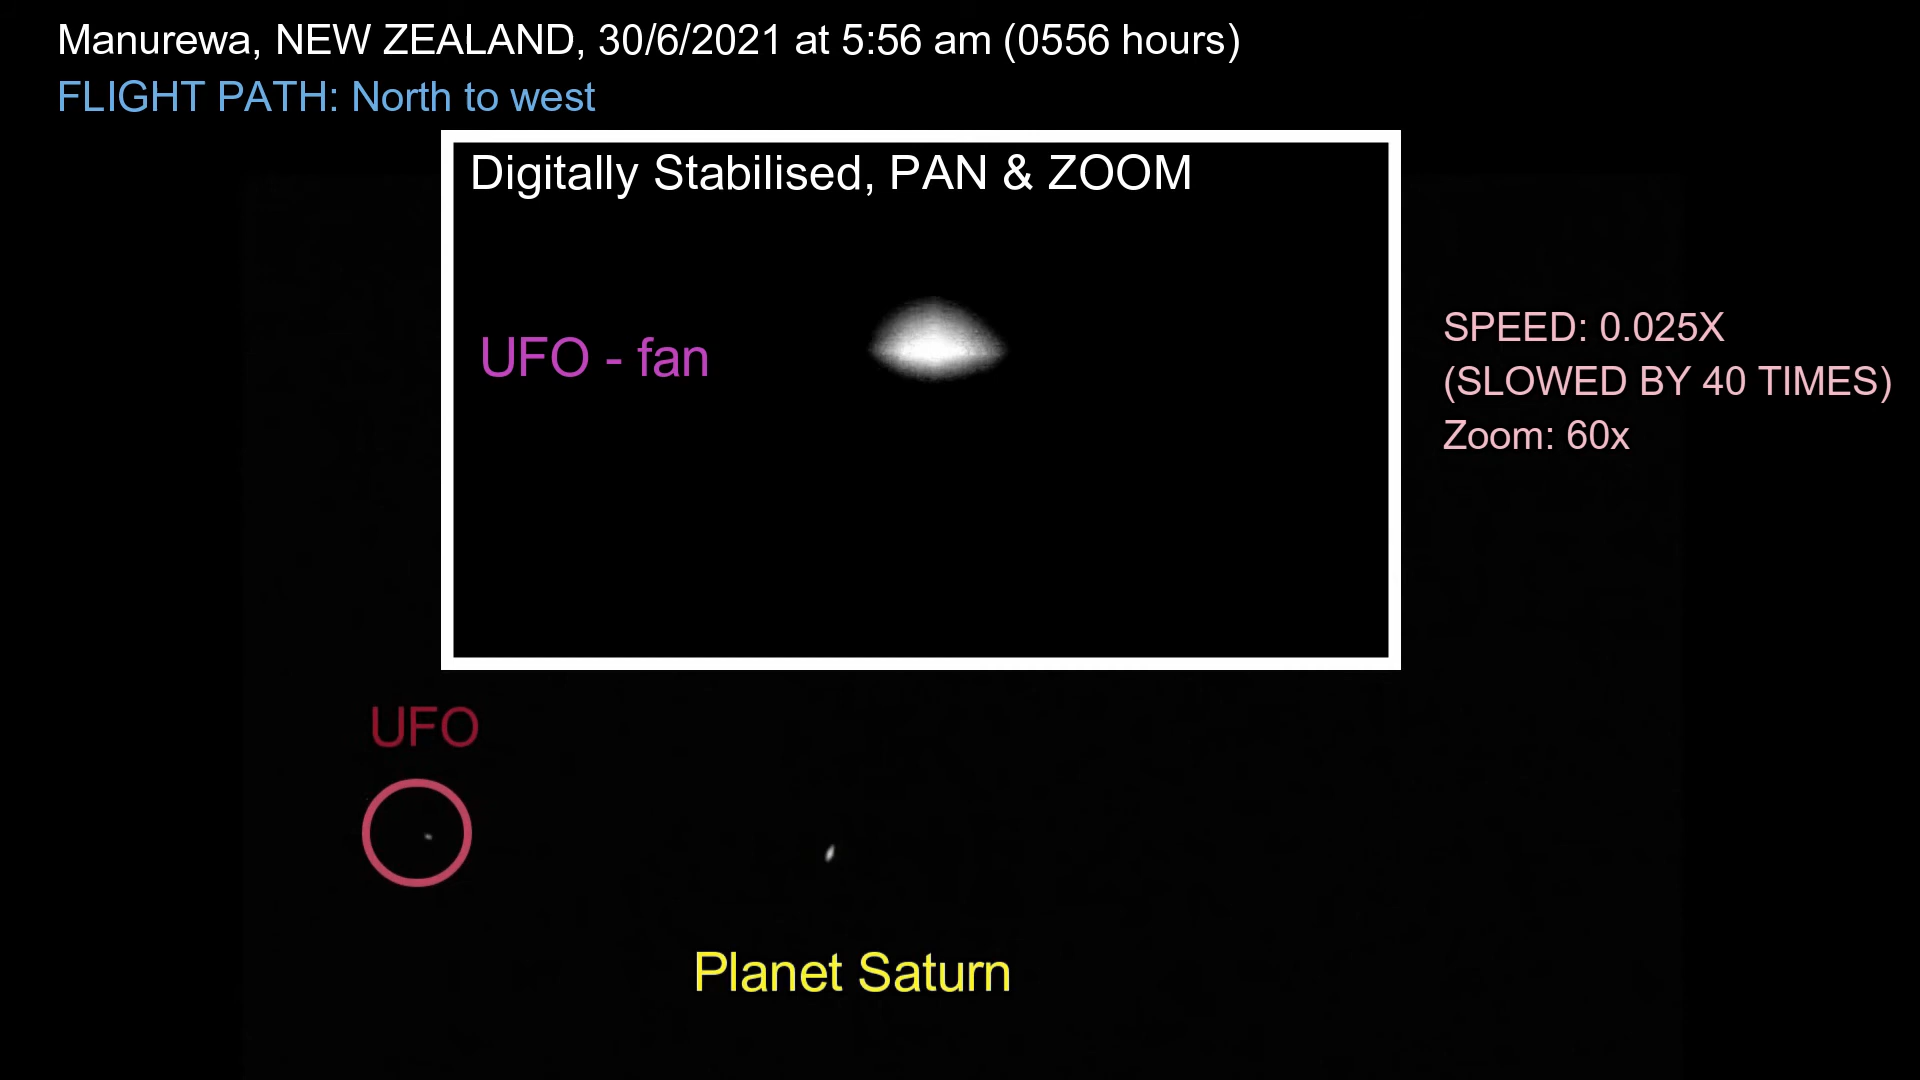 Manurewa, NEW ZEALAND, 30/6/2021 at 5:56 am (0556 hours)
FLIGHT PATH: North to west
Digitally Stabilised, PAN & ZOOM
UFO - fan
SPEED: 0.025X
(SLOWED BY 40 TIMES)
Zoom: 60x
UFO
Planet Saturn